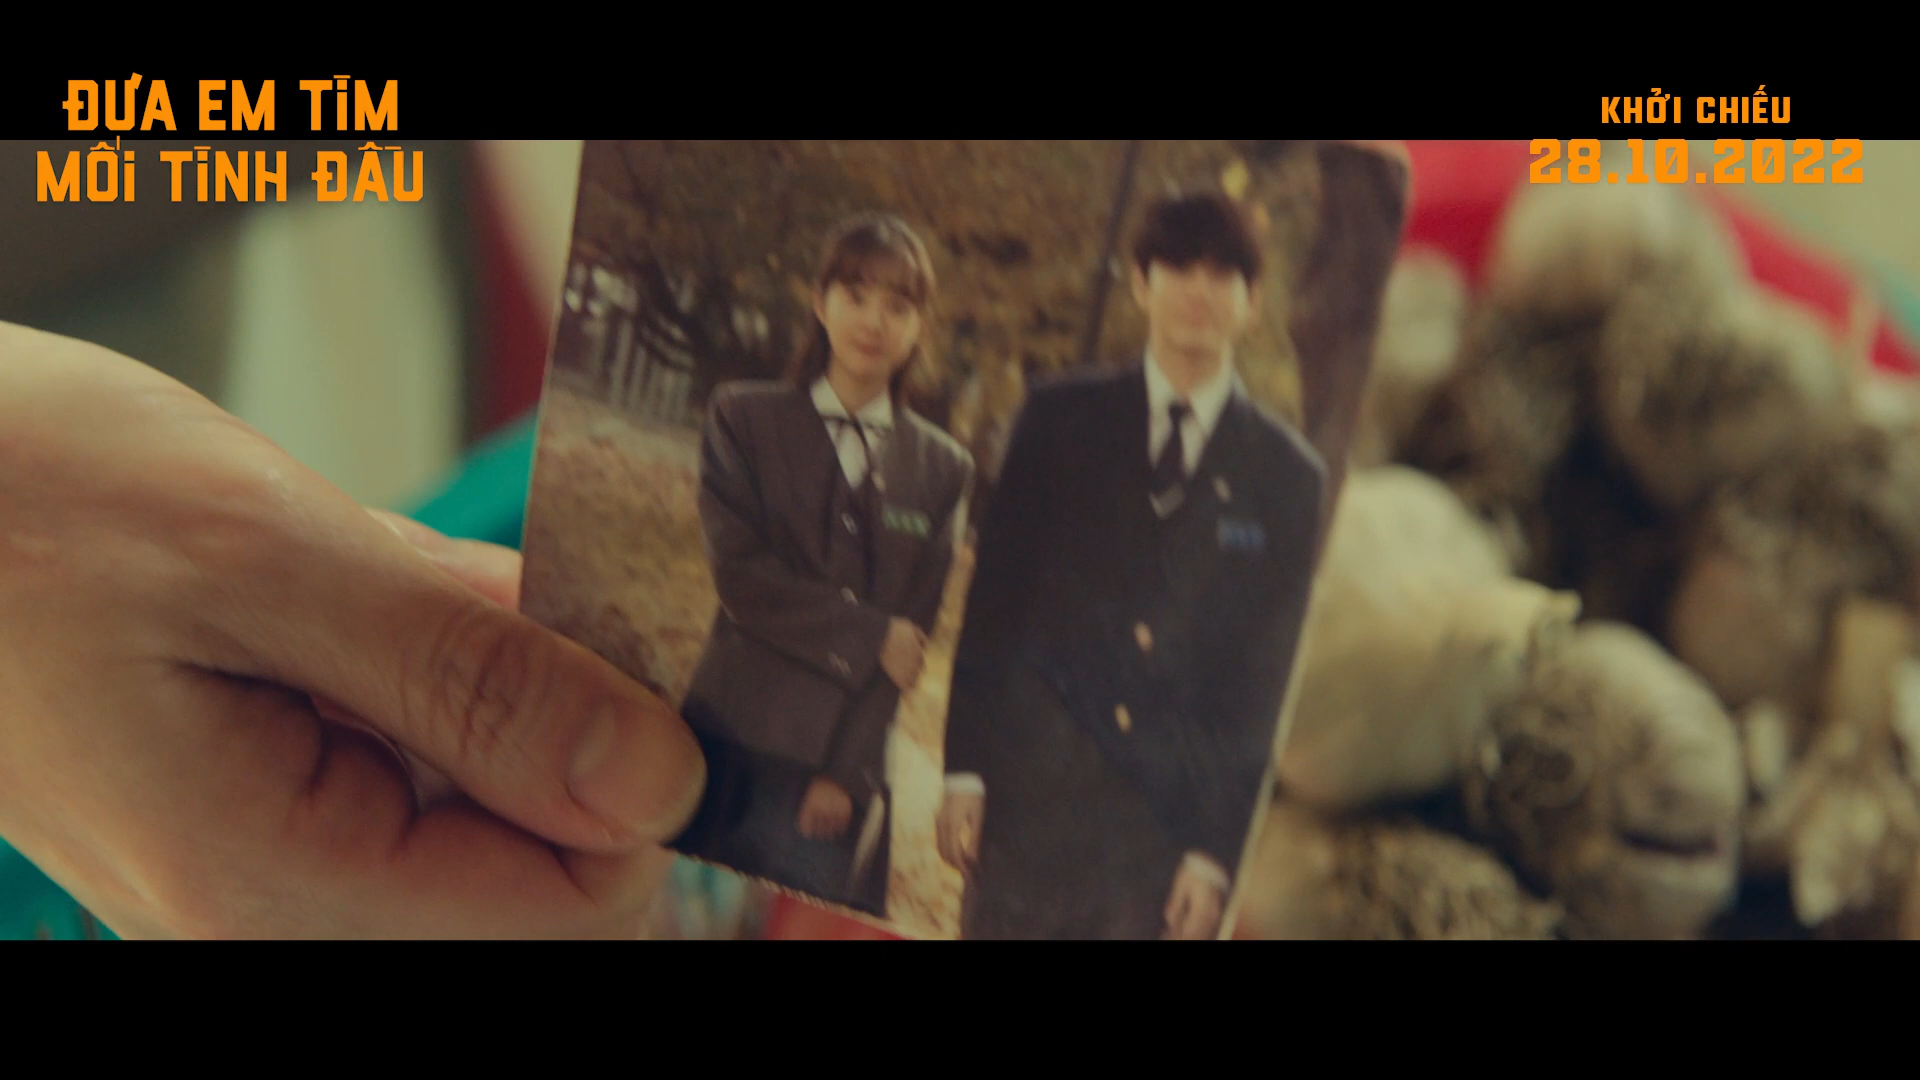 ĐƯA EM TÌM
MỐI TÌNH ĐẦU
KHỞI CHIẾU
28.10.2022